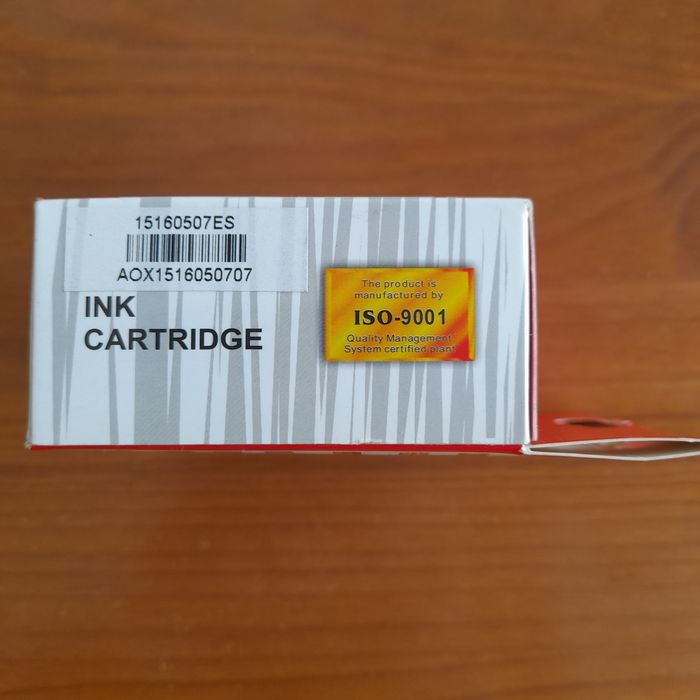 15160507ES
AOX1516050707
INK
CARTRIDGE
The product is
manufactured by
ISO-9001
Quality Management
System certified plant